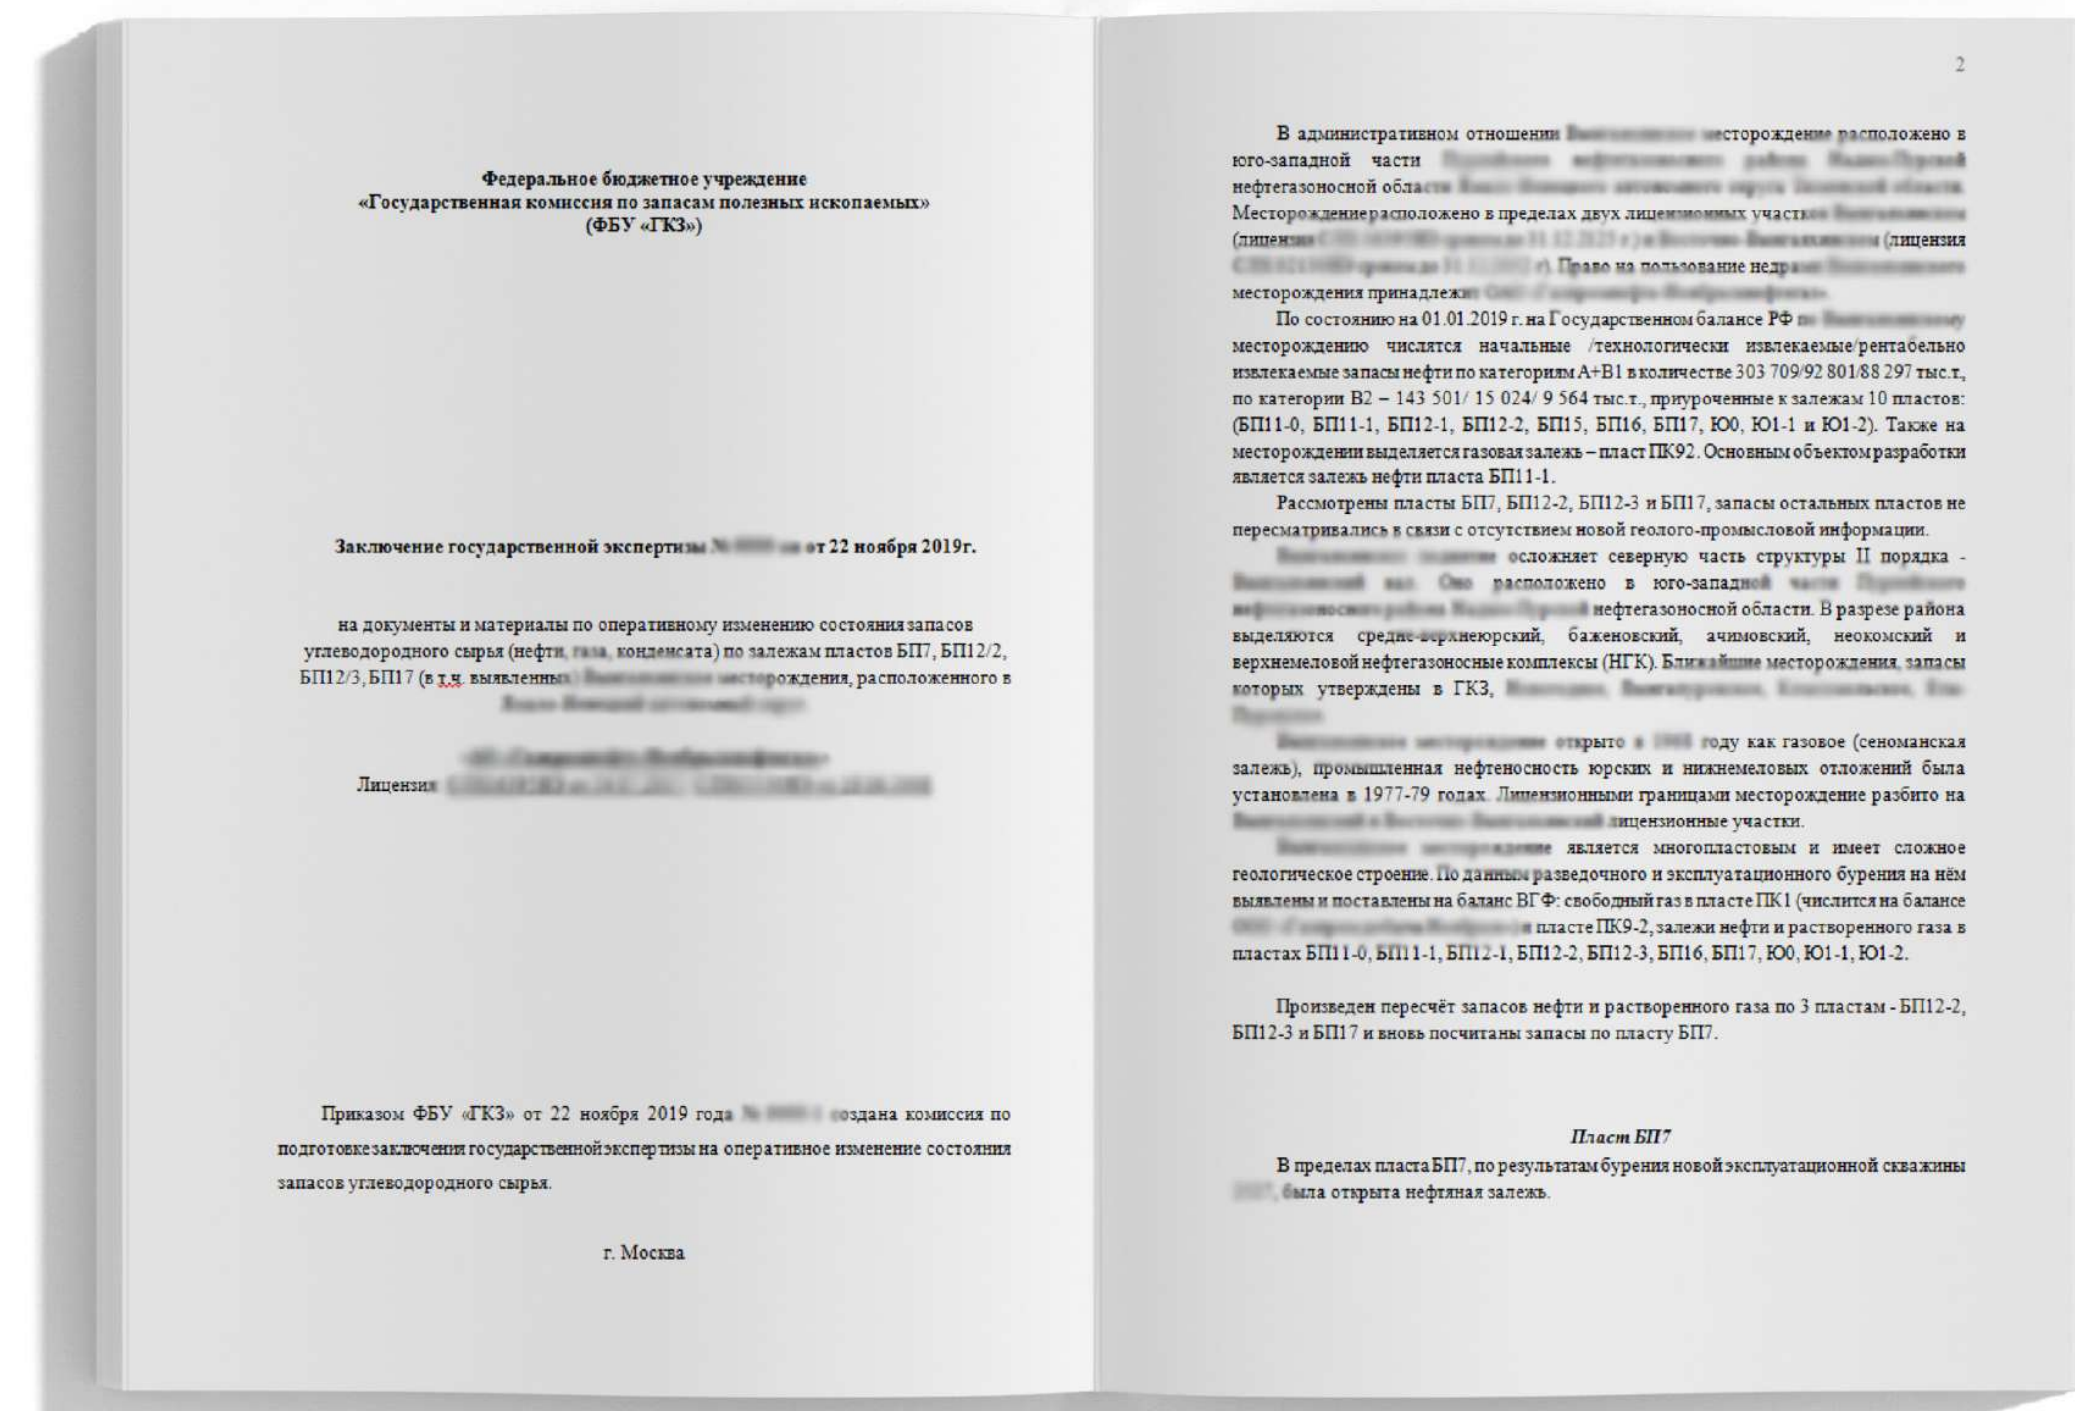 Федеральное бюджетное учреждение
«Государственная комиссия по запасам полезных ископаемых»
(ФБУ «ГКЗ»)
Заключение государственной экспертизы № от 22 ноября 2019г.
на документы и материалы по оперативному изменению состояния запасов
углеводородного сырья (нефти, газа, конденсата) по залежам пластов БП7, БП12/2,
БП12/3, БП17 (в т.ч. выявленных) месторождения, расположенного в
Лицензия
Приказом ФБУ «ГКЗ» от 22 ноября 2019 года № создана комиссия по
подготовке заключения государственной экспертизы на оперативное изменение состояния
запасов углеводородного сырья.
г. Москва
2
В административном отношении месторождение расположено в
юго-западной части
нефтегазоносной области
Месторождение расположено в пределах двух лицензионных участков
(лицензия (лицензия
г). Право на пользование недрами
месторождения принадлежит
По состоянию на 01.01.2019 г. на Государственном балансе РФ по
месторождению числятся начальные /технологически извлекаемые/рентабельно
извлекаемые запасы нефти по категориям А+В1 в количестве 303 709/92 801/88 297 тыс.т,
по категории В2 – 143 501/ 15 024/ 9 564 тыс.т., приуроченные к залежам 10 пластов:
(БП11-0, БП11-1, БП12-1, БП12-2, БП15, БП16, БП17, Ю0, Ю1-1 и Ю1-2). Также на
месторождении выделяется газовая залежь – пласт ПК92. Основным объектом разработки
является залежь нефти пласта БП11-1.
Рассмотрены пласты БП7, БП12-2, БП12-3 и БП17, запасы остальных пластов не
пересматривались в связи с отсутствием новой геолого-промысловой информации.
осложняет северную часть структуры II порядка -
Оно расположено в юго-западной части
нефтегазоносной области. В разрезе района
выделяются средне-верхнеюрский, баженовский, ачимовский, неокомский и
верхнемеловой нефтегазоносные комплексы (НГК). Ближайшие месторождения, запасы
которых утверждены в ГКЗ,
открыто в году как газовое (сеноманская
залежь), промышленная нефтеносность юрских и нижнемеловых отложений была
установлена в 1977-79 годах. Лицензионными границами месторождение разбито на
лицензионные участки.
является многопластовым и имеет сложное
геологическое строение. По данным разведочного и эксплуатационного бурения на нём
выявлены и поставлены на баланс ВГФ: свободный газ в пласте ПК1 (числится на балансе
и пласте ПК9-2, залежи нефти и растворенного газа в
пластах БП11-0, БП11-1, БП12-1, БП12-2, БП12-3, БП16, БП17, Ю0, Ю1-1, Ю1-2.
Произведен пересчёт запасов нефти и растворенного газа по 3 пластам - БП12-2,
БП12-3 и БП17 и вновь посчитаны запасы по пласту БП7.
Пласт БП7
В пределах пласта БП7, по результатам бурения новой эксплуатационной скважины
была открыта нефтяная залежь.